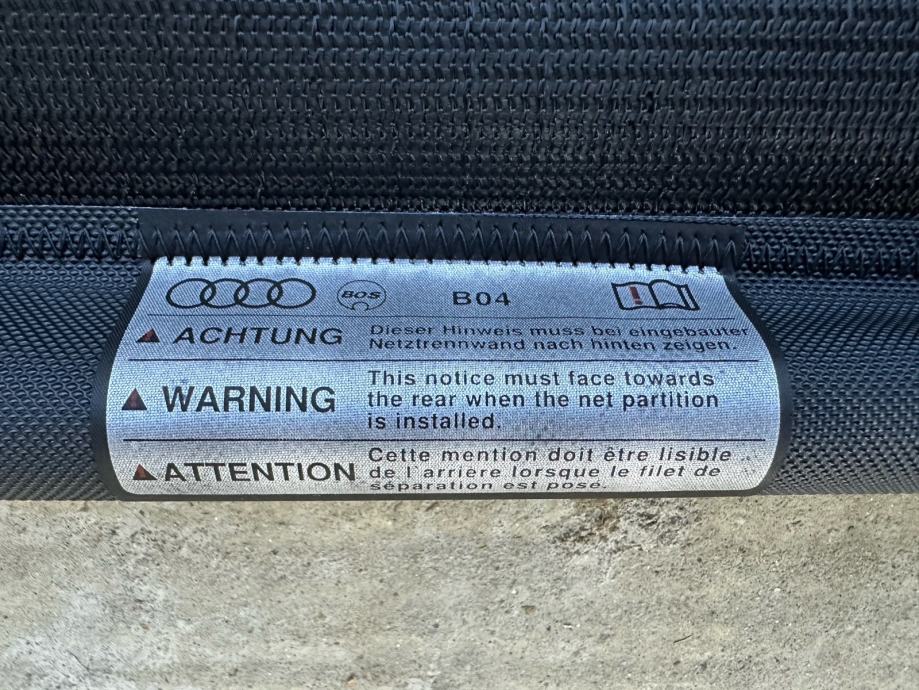 BOS B04
ACHTUNG Dieser Hinweis muss bei eingebauter
Netztrennwand nach hinten zeigen.
WARNING This notice must face towards
the rear when the net partition
is installed.
ATTENTION Cette mention doit être lisible
de l'arriere lorsque le filet de
séparation est posé.